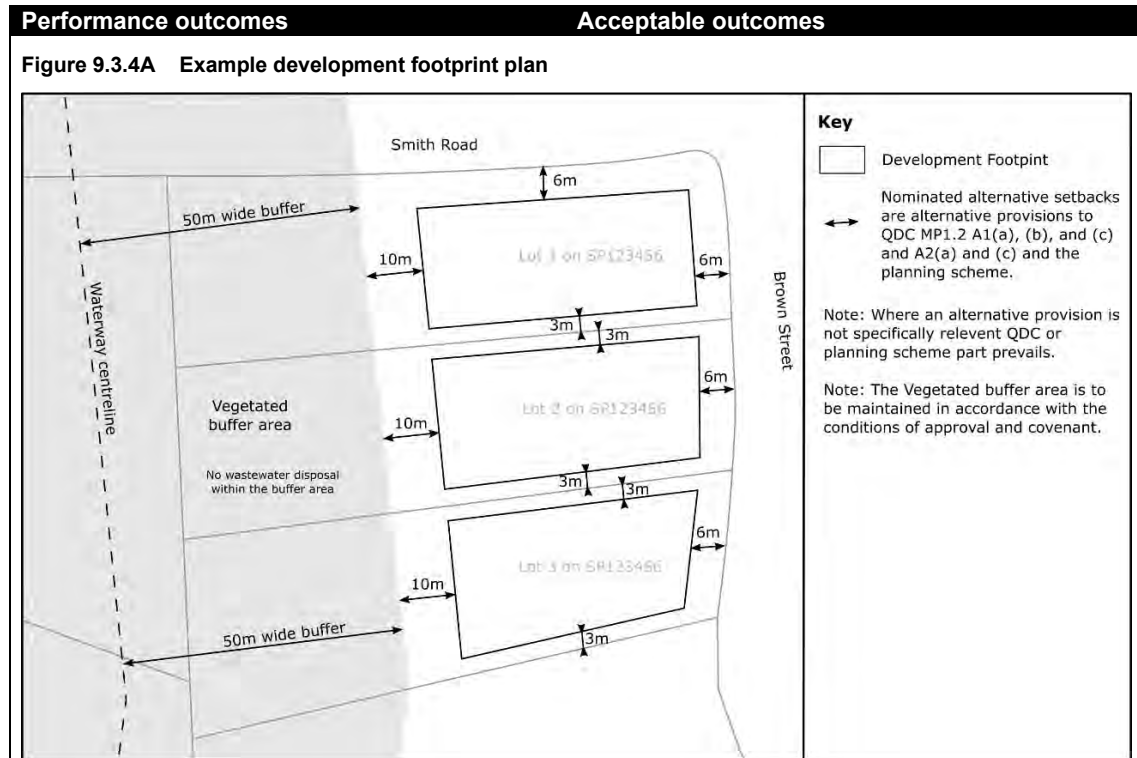 Performance outcomes Acceptable outcomes
Figure 9.3.4A Example development footprint plan
Smith Road
6m
50m wide buffer
10m
Lot 1 on SP123456
6m
Waterway centreline
Brown Street
3m
3m
6m
Vegetated
buffer area
10m
Lot 2 on SP123456
No wastewater disposal
within the buffer area
3m
3m
6m
10m
Lot 3 on SP123456
50m wide buffer
3m
Key
Development Footpint
Nominated alternative setbacks
are alternative provisions to
QDC MP1.2 A1(a), (b), and (c)
and A2(a) and (c) and the
planning scheme.
Note: Where an alternative provision is
not specifically relevent QDC or
planning scheme part prevails.
Note: The Vegetated buffer area is to
be maintained in accordance with the
conditions of approval and covenant.